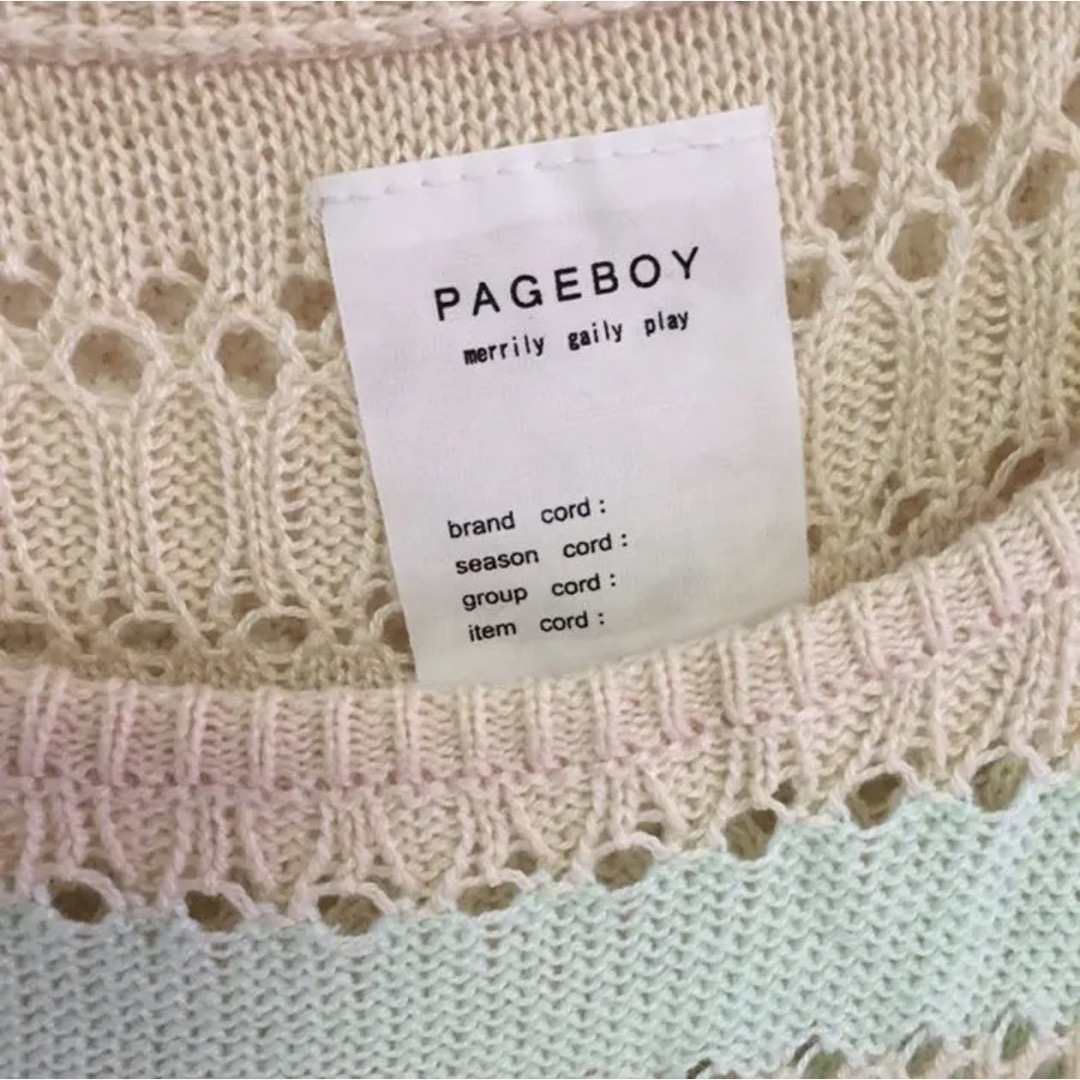 PAGEBOY
merrily gaily play
brand cord :
season cord :
group cord :
item cord :